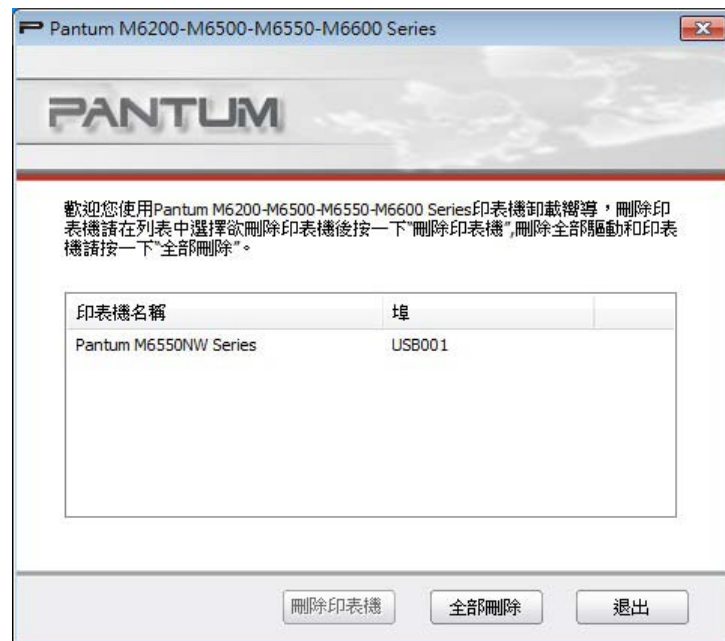 Pantum M6200-M6500-M6550-M6600 Series
PANTUM
歡迎您使用Pantum M6200-M6500-M6550-M6600 Series印表機卸載嚮導，刪除印
表機請在列表中選擇欲刪除印表機後按一下"刪除印表機",刪除全部驅動和印表
機請按一下"全部刪除"。
印表機名稱 埠
Pantum M6550NW Series USB001
刪除印表機 全部刪除 退出